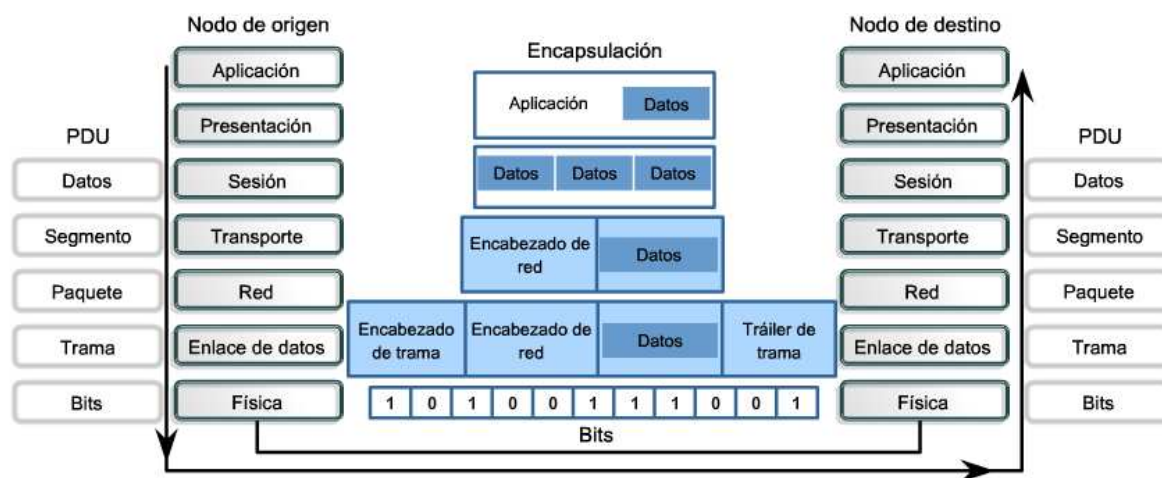 Nodo de origen
Encapsulación
Nodo de destino
Aplicación
Aplicación
Datos
Aplicación
Presentación
Presentación
PDU
PDU
Datos
Sesión
Datos
Datos
Datos
Sesión
Datos
Segmento
Transporte
Encabezado de
red
Datos
Transporte
Segmento
Paquete
Red
Red
Paquete
Trama
Enlace de datos
Encabezado
de trama
Encabezado de
red
Datos
Tráiler de
trama
Enlace de datos
Trama
Bits
Física
1 0 1 0 0 1 1 1 0 0 1
Física
Bits
Bits